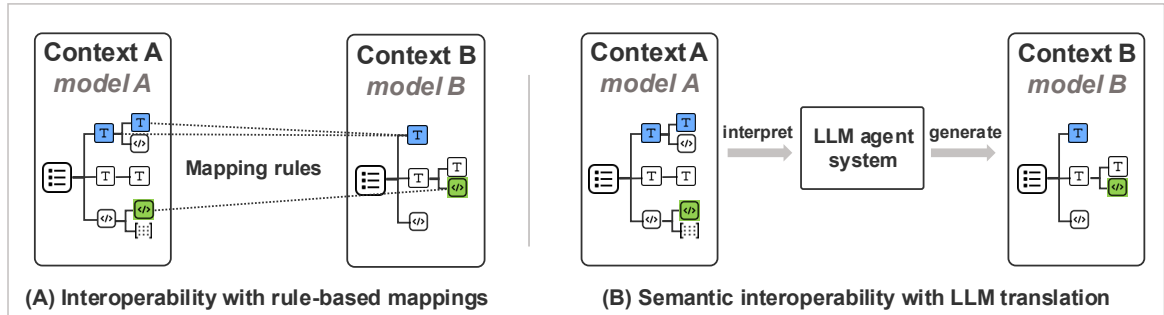 Context A
model A
Context B
model B
Mapping rules
T
T
</>
T
T
</>
</>
T
T
T
</>
</>
(A) Interoperability with rule-based mappings
Context A
model A
interpret
LLM agent
system
generate
Context B
model B
T
T
</>
T
T
</>
</>
T
T
T
</>
</>
(B) Semantic interoperability with LLM translation